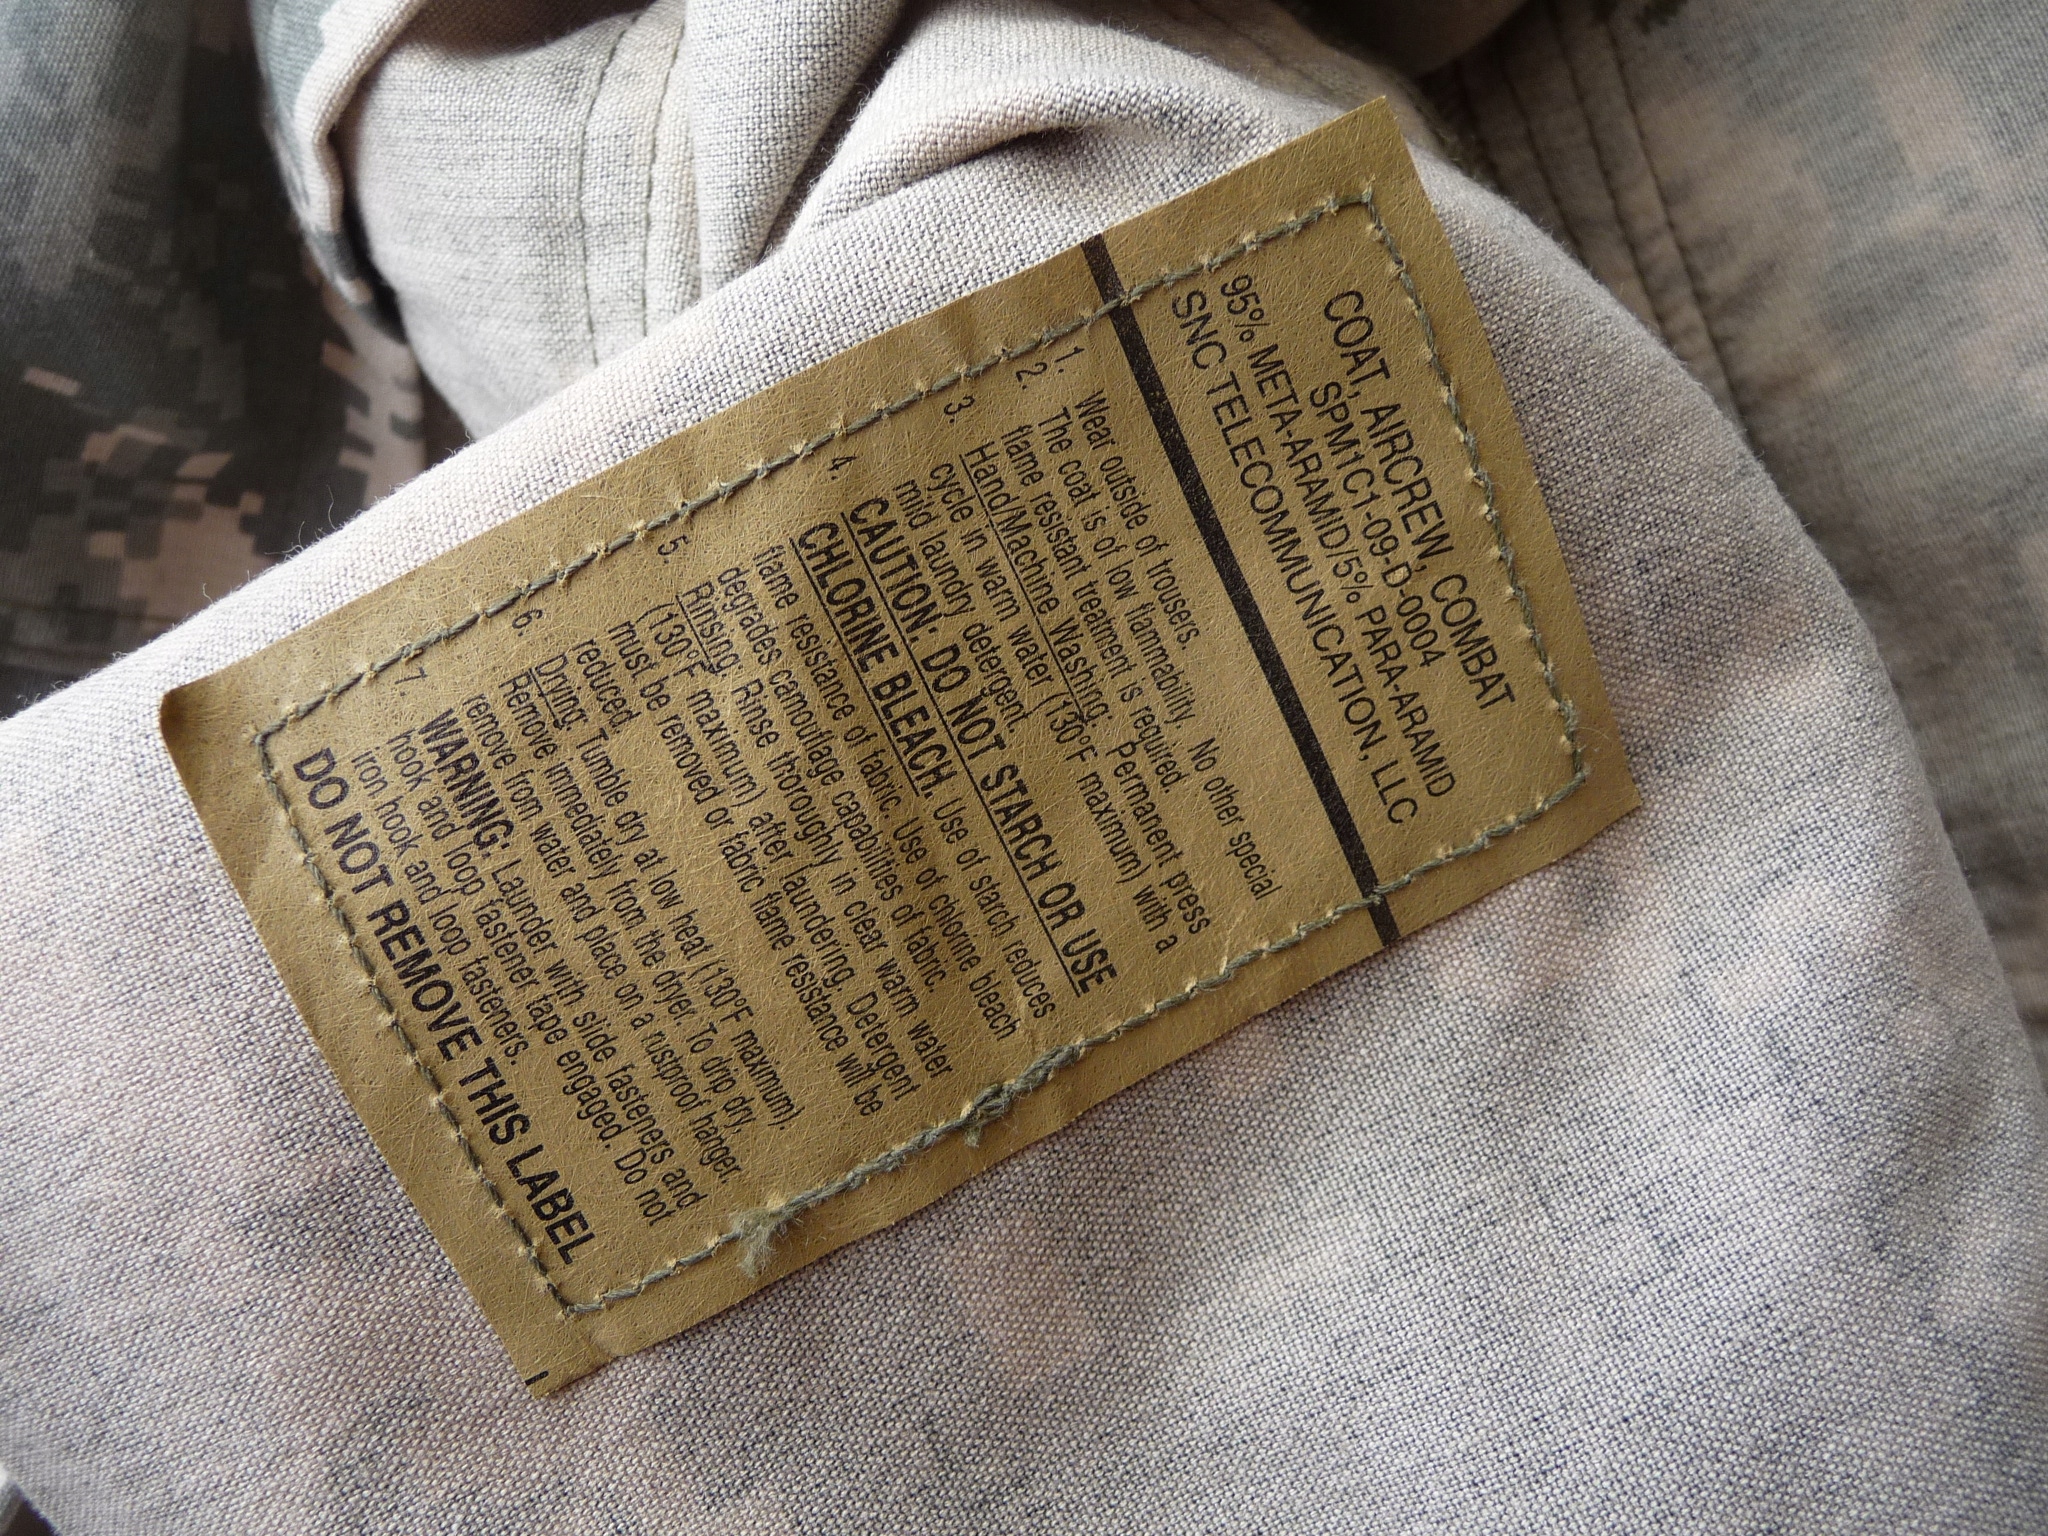 COAT, AIRCREW, COMBAT
SPM1C1-09-D-0004
95% META-ARAMID/5% PARA-ARAMID
SNC TELECOMMUNICATION, LLC
1. Wear outside of trousers.
2. The coat is of low flammability. No other special
flame resistant treatment is required.
3. Hand/Machine Washing: Permanent press
cycle in warm water (130°F maximum) with a
mild laundry detergent.
4. CAUTION: DO NOT STARCH OR USE
CHLORINE BLEACH. Use of starch reduces
flame resistance of fabric. Use of chlorine bleach
degrades camouflage capabilities of fabric.
5. Rinsing: Rinse thoroughly in clear warm water
(130°F maximum) after laundering. Detergent
must be removed or fabric flame resistance will be
reduced.
6. Drying: Tumble dry at low heat (130°F maximum).
Remove immediately from the dryer. To drip dry,
remove from water and place on a rustproof hanger.
7. WARNING: Launder with slide fasteners and
hook and loop fastener tape engaged. Do not
iron hook and loop fasteners.
DO NOT REMOVE THIS LABEL